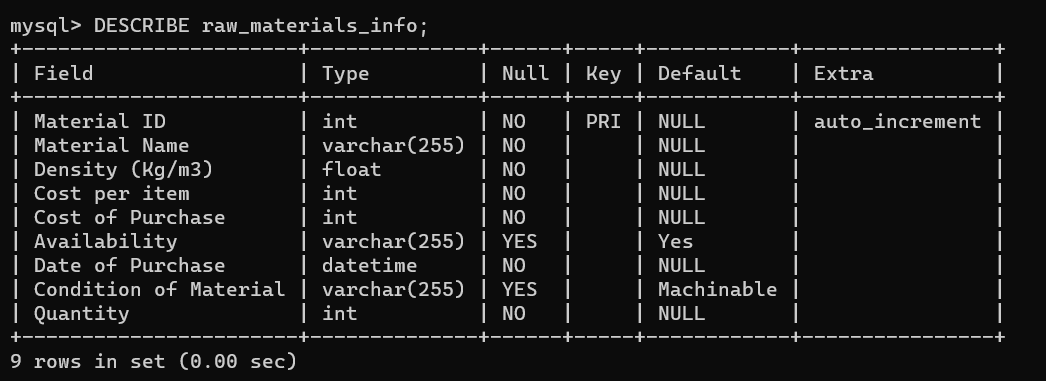 mysql> DESCRIBE raw_materials_info;
+-----------------------+--------------+------+-----+------------+----------------+
| Field                 | Type         | Null | Key | Default    | Extra          |
+-----------------------+--------------+------+-----+------------+----------------+
| Material ID           | int          | NO   | PRI | NULL       | auto_increment |
| Material Name         | varchar(255) | NO   |     | NULL       |                |
| Density (Kg/m3)       | float        | NO   |     | NULL       |                |
| Cost per item         | int          | NO   |     | NULL       |                |
| Cost of Purchase      | int          | NO   |     | NULL       |                |
| Availability          | varchar(255) | YES  |     | Yes        |                |
| Date of Purchase      | datetime     | NO   |     | NULL       |                |
| Condition of Material | varchar(255) | YES  |     | Machinable |                |
| Quantity              | int          | NO   |     | NULL       |                |
+-----------------------+--------------+------+-----+------------+----------------+
9 rows in set (0.00 sec)